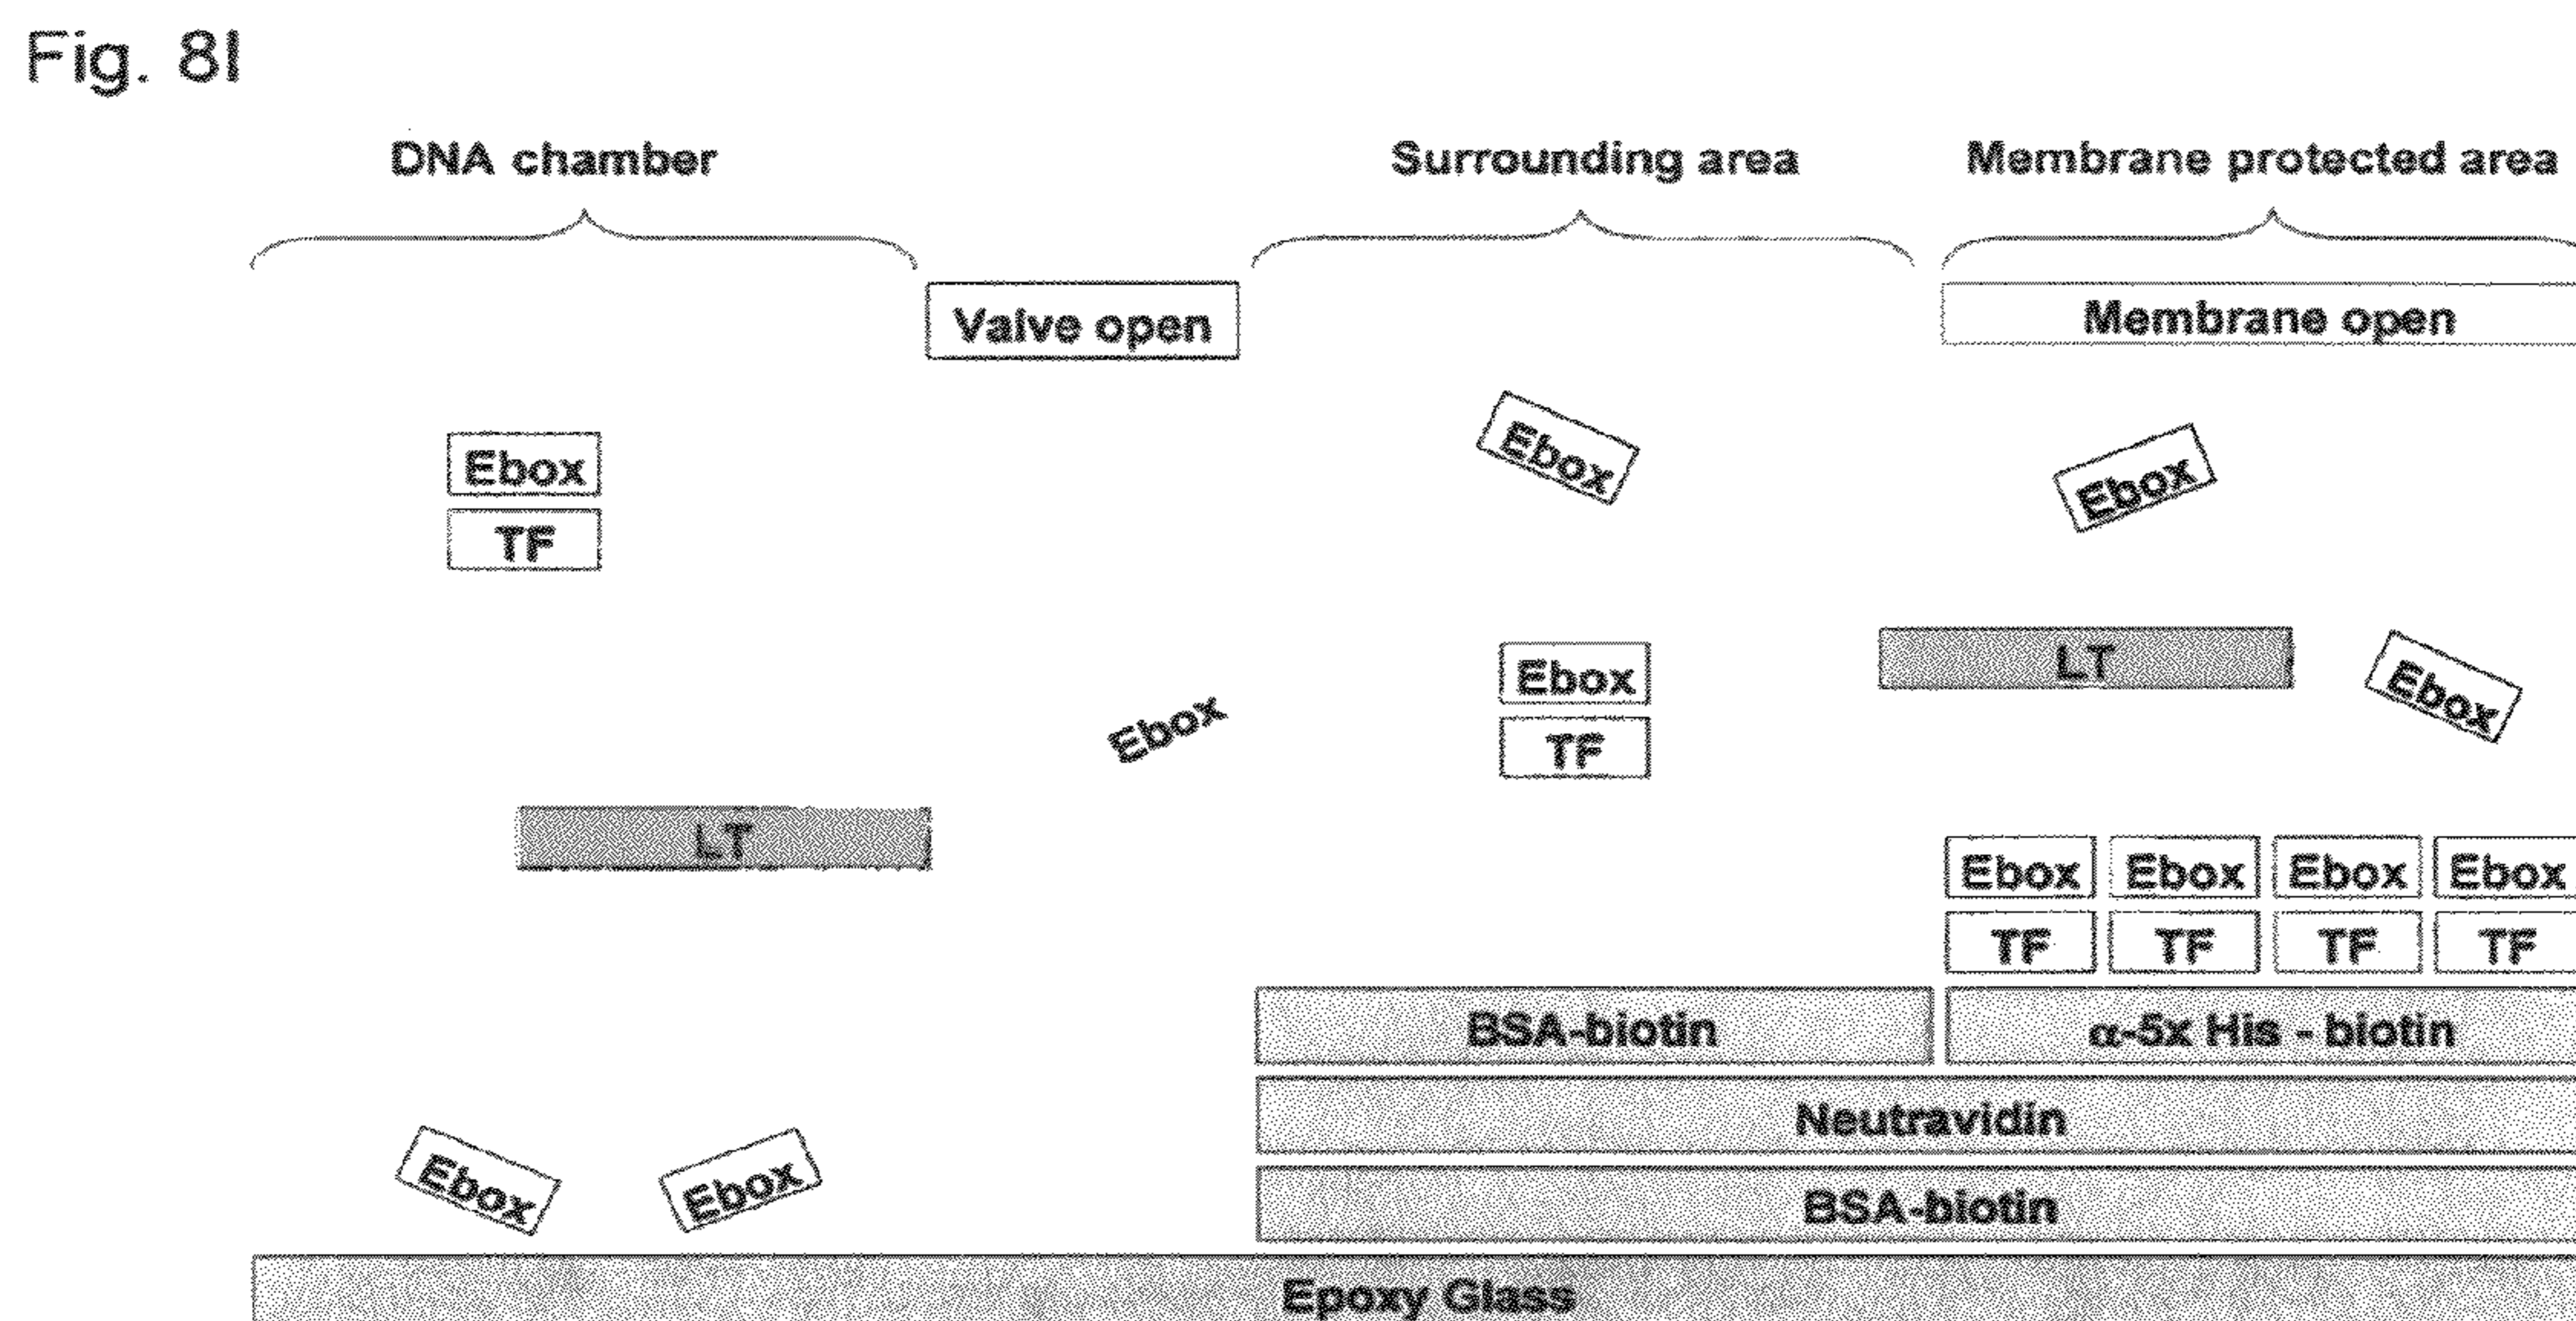 Fig. 8I
DNA chamber
Surrounding area
Membrane protected area
Valve open
Membrane open
Ebox
Ebox
Ebox
TF
Ebox
LT
Ebox
Ebox
TF
LT
Ebox Ebox Ebox Ebox
TF TF TF TF
BSA-biotin
α-5x His - biotin
Neutravidin
Ebox
Ebox
BSA-biotin
Epoxy Glass